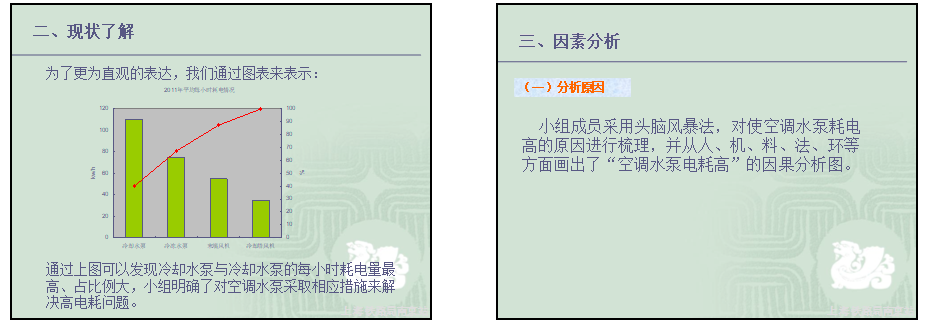 二、现状了解
为了更为直观的表达，我们通过图表来表示：
2011年平均每小时耗电情况
120
100
80
60
40
20
0
kw/h
100
90
80
70
60
50
40
30
20
10
0
%
冷却水泵
冷冻水泵
冷却塔风机
通过上图可以发现冷却水泵与冷却水泵的每小时耗电量最
高、占比例大，小组明确了对空调水泵采取相应措施来解
决高电耗问题。
三、因素分析
（一）分析原因
小组成员采用头脑风暴法，对使空调水泵耗电
高的原因进行梳理，并从人、机、料、法、环等
方面画出了“空调水泵电耗高”的因果分析图。